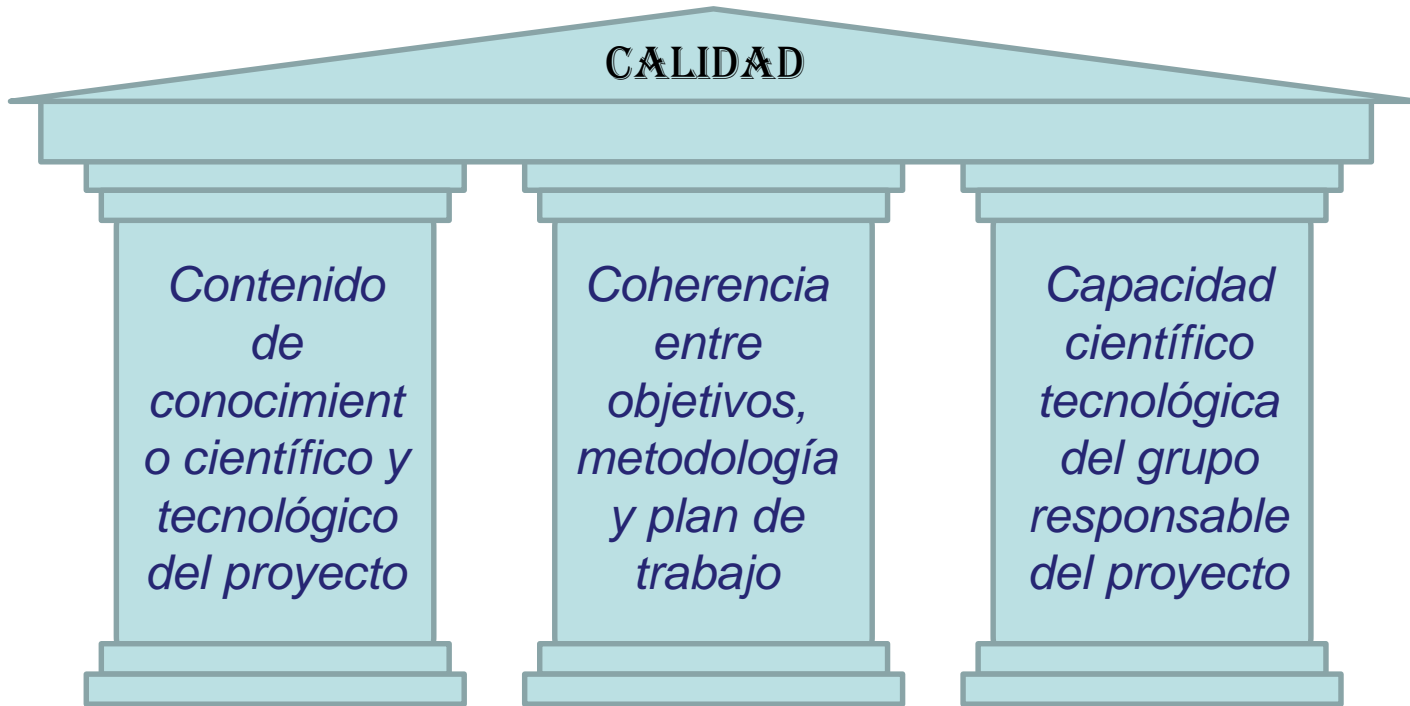 CALIDAD
Contenido
de
conocimient
o científico y
tecnológico
del proyecto
Coherencia
entre
objetivos,
metodología
y plan de
trabajo
Capacidad
científico
tecnológica
del grupo
responsable
del proyecto